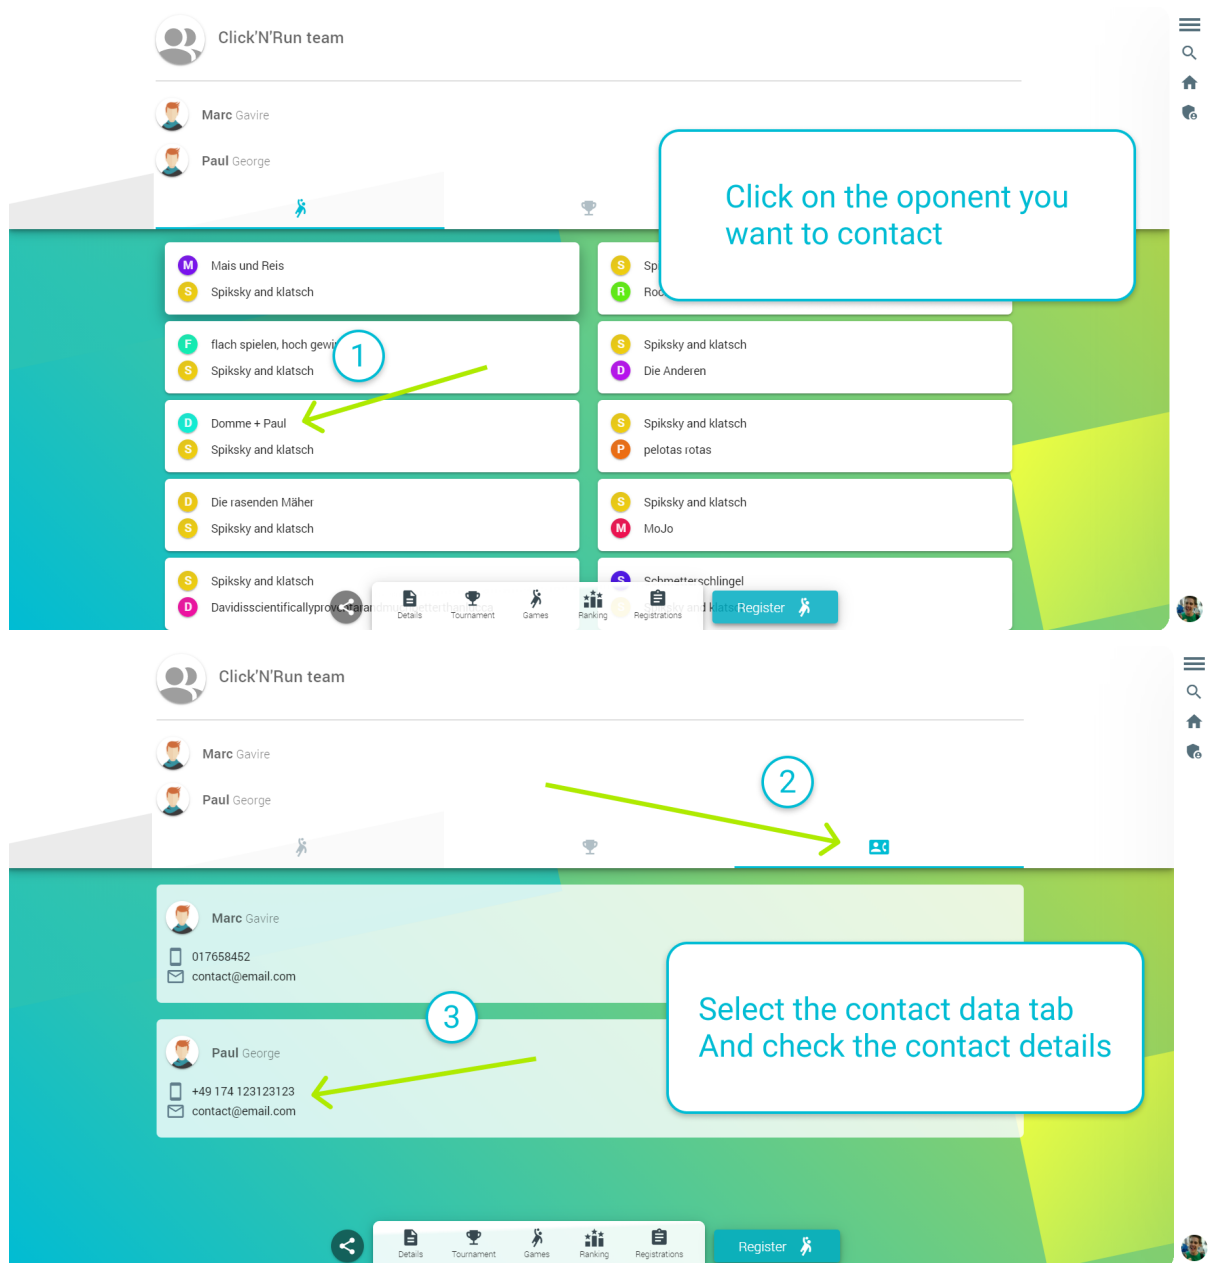 Click'N'Run team
Marc Gavire
Paul George
Click on the oponent you
want to contact
M Mais und Reis
S Spiksky and klatsch
S
R
F flach spielen, hoch
S Spiksky and klatsch
1
S Spiksky and klatsch
D Die Anderen
D Domme + Paul
S Spiksky and klatsch
S Spiksky and klatsch
P pelotas rotas
D Die rasenden Mäher
S Spiksky and klatsch
S Spiksky and klatsch
M MoJo
S Spiksky and klatsch
D
S Schmetterschlingel
Details
Tournament
Games
Ranking
Registrations
Register
Click'N'Run team
Marc Gavire
Paul George
2
Marc Gavire
017658452
contact@email.com
3
Paul George
+49 174 123123123
contact@email.com
Select the contact data tab
And check the contact details
Details
Tournament
Games
Ranking
Registrations
Register